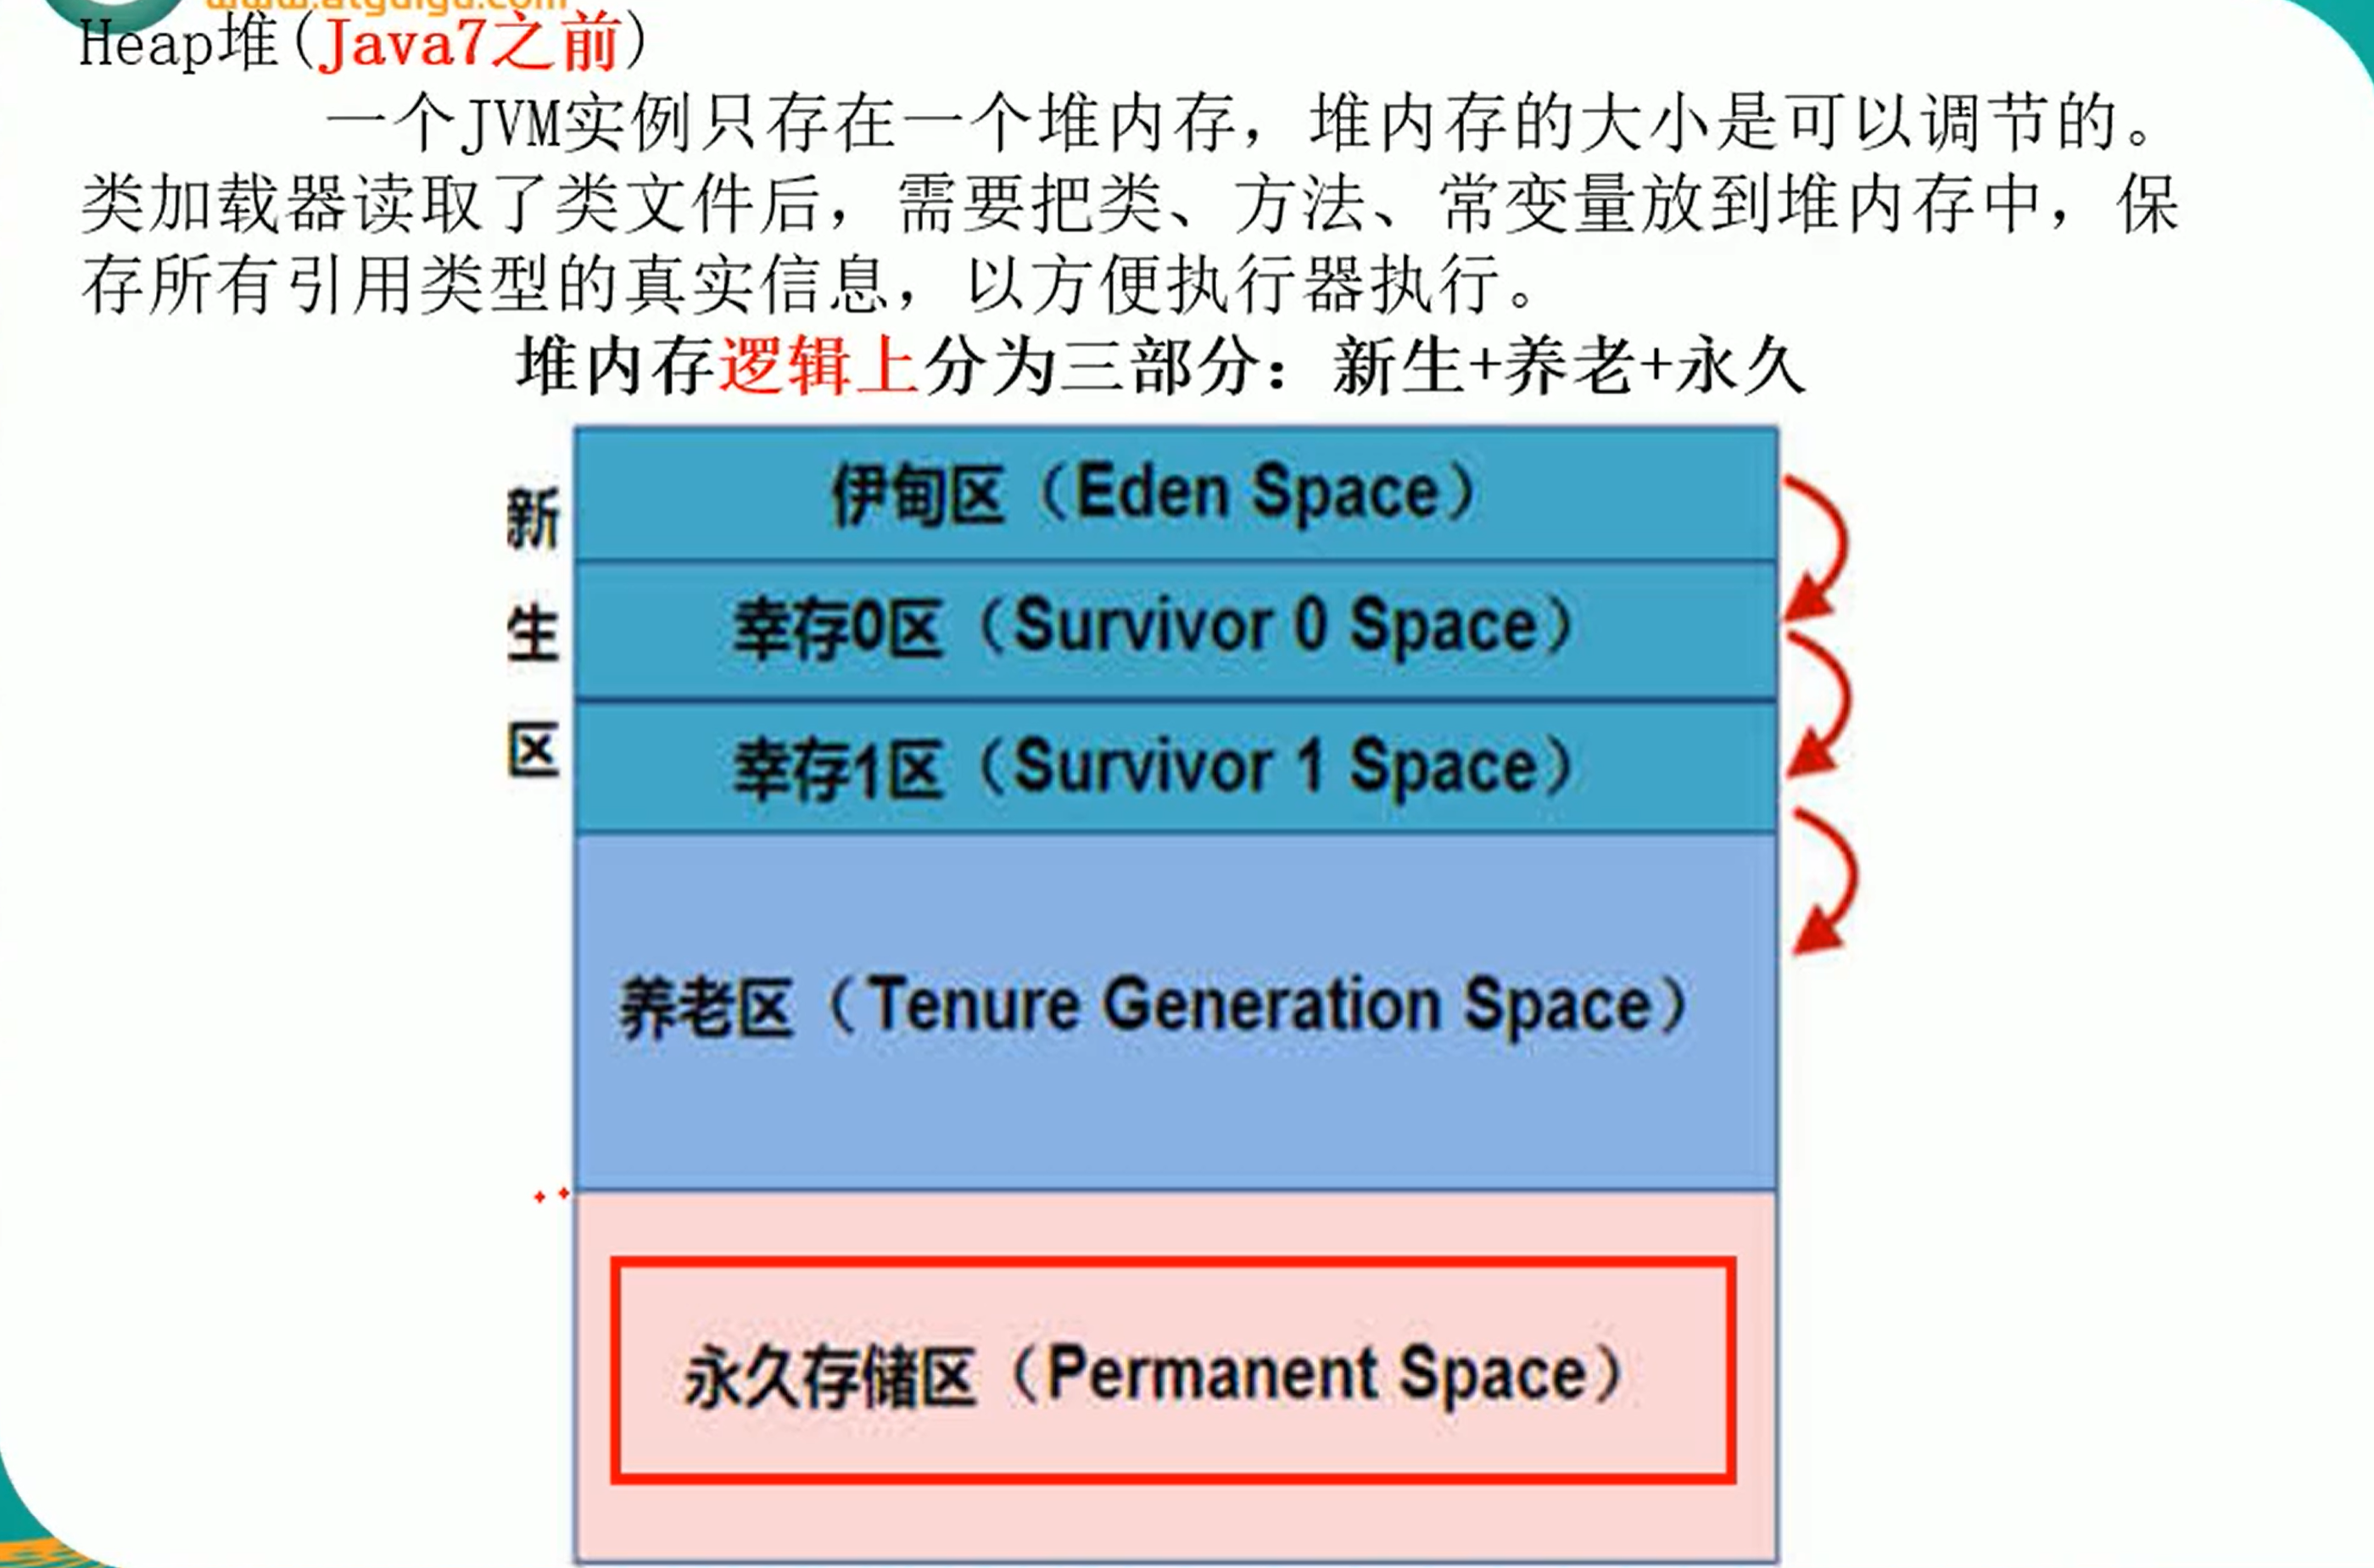 Heap堆(Java7之前)
一个JVM实例只存在一个堆内存，堆内存的大小是可以调节的。
类加载器读取了类文件后，需要把类、方法、常变量放到堆内存中，保
存所有引用类型的真实信息，以方便执行器执行。
堆内存逻辑上分为三部分：新生+养老+永久
新生区
伊甸区（Eden Space）
幸存0区（Survivor 0 Space）
幸存1区（Survivor 1 Space）
养老区（Tenure Generation Space）
永久存储区（Permanent Space）